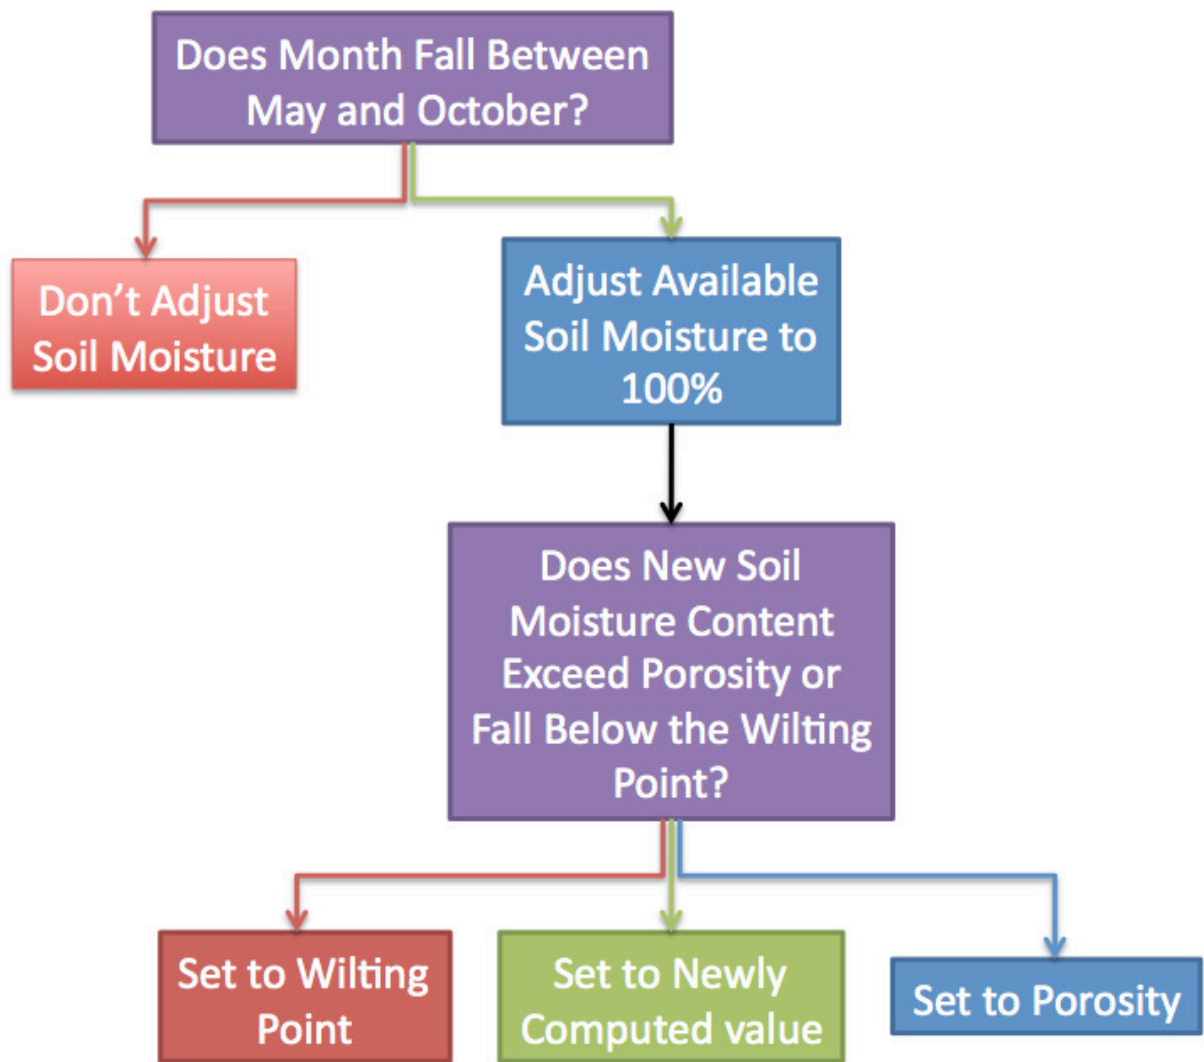 Does Month Fall Between
May and October?
Don’t Adjust
Soil Moisture
Adjust Available
Soil Moisture to
100%
Does New Soil
Moisture Content
Exceed Porosity or
Fall Below the Wilting
Point?
Set to Wilting
Point
Set to Newly
Computed value
Set to Porosity